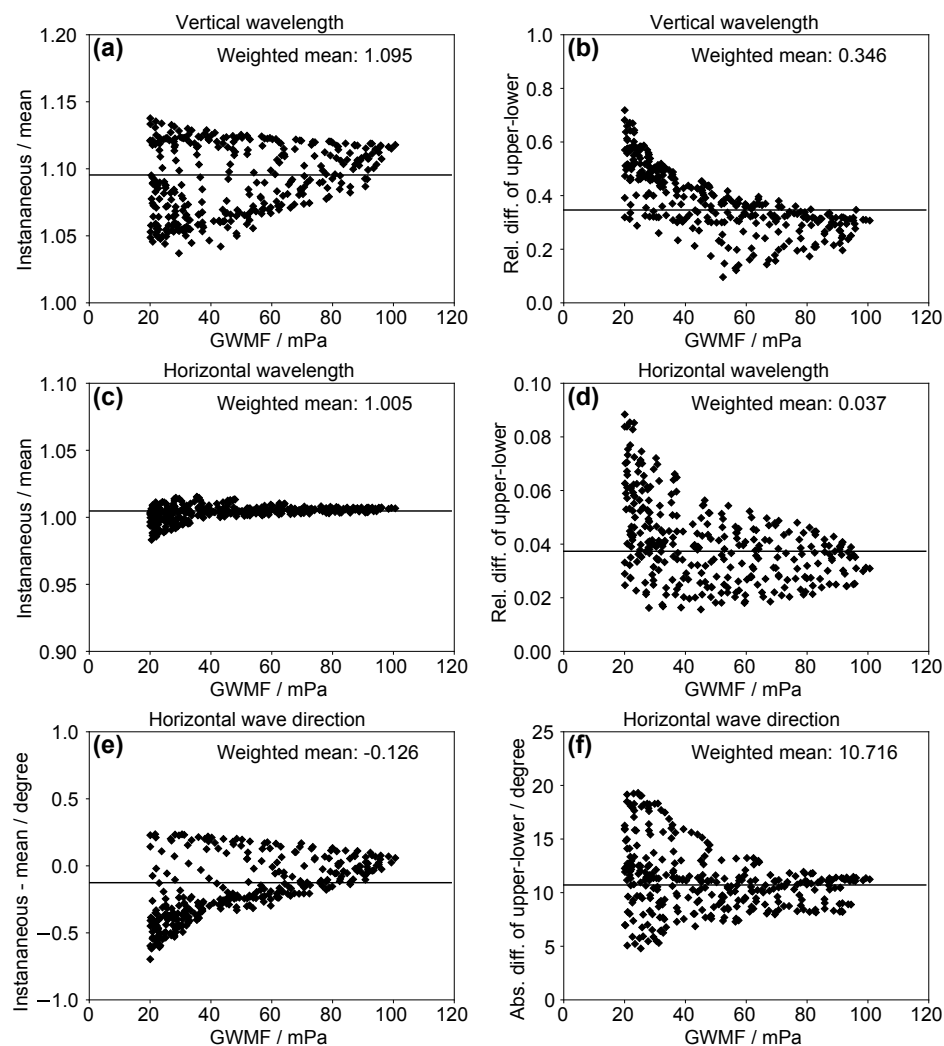 Vertical wavelength
(a)
Weighted mean: 1.095
Instananeous / mean
1.20
1.15
1.10
1.05
1.00
0 20 40 60 80 100 120
GWMF / mPa
Vertical wavelength
(b)
Weighted mean: 0.346
Rel. diff. of upper-lower
1.0
0.8
0.6
0.4
0.2
0.0
0 20 40 60 80 100 120
GWMF / mPa
Horizontal wavelength
(c)
Weighted mean: 1.005
Instananeous / mean
1.10
1.05
1.00
0.95
0.90
0 20 40 60 80 100 120
GWMF / mPa
Horizontal wavelength
(d)
Weighted mean: 0.037
Rel. diff. of upper-lower
0.10
0.08
0.06
0.04
0.02
0.00
0 20 40 60 80 100 120
GWMF / mPa
Horizontal wave direction
(e)
Weighted mean: -0.126
Instananeous - mean / degree
1.0
0.5
0.0
−0.5
−1.0
0 20 40 60 80 100 120
GWMF / mPa
Horizontal wave direction
(f)
Weighted mean: 10.716
Abs. diff. of upper-lower / degree
25
20
15
10
5
0
0 20 40 60 80 100 120
GWMF / mPa